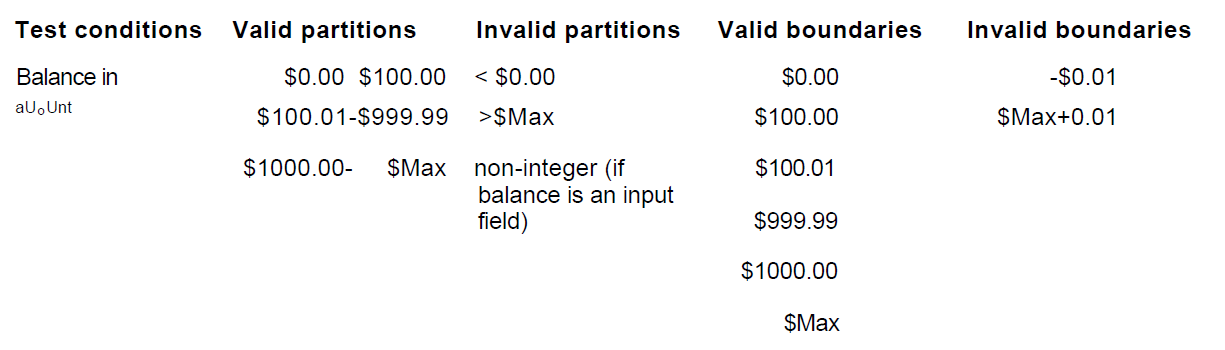 Test conditions Valid partitions Invalid partitions Valid boundaries Invalid boundaries
Balance in $0.00 $100.00 < $0.00 $0.00 -$0.01
aUoUnt $100.01-$999.99 >$Max $100.00 $Max+0.01
$1000.00- $Max non-integer (if $100.01
balance is an input
field) $999.99
$1000.00
$Max